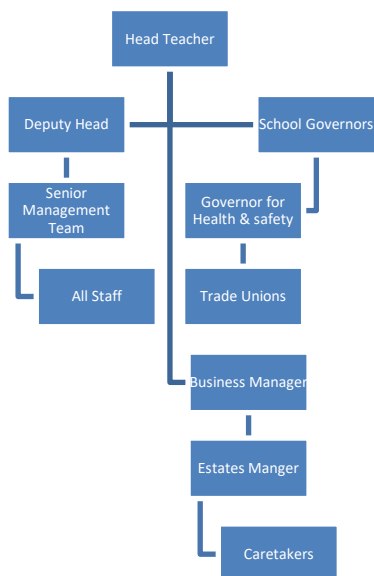 Head Teacher
Deputy Head
School Governors
Senior
Management
Team
Governor for
Health & safety
All Staff
Trade Unions
Business Manager
Estates Manger
Caretakers